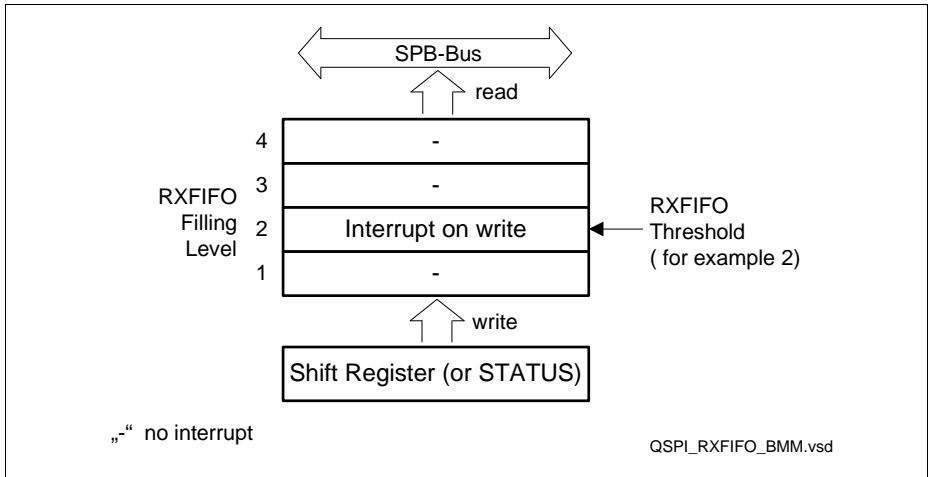 SPB-Bus
read
4
-
3
-
RXFIFO
Filling
Level
2
Interrupt on write
RXFIFO
Threshold
( for example 2)
1
-
write
Shift Register (or STATUS)
„-“ no interrupt
QSPI_RXFIFO_BMM.vsd